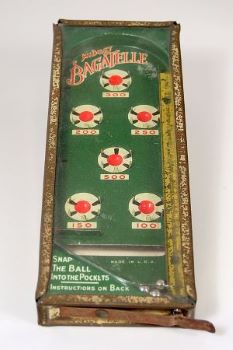 BAGATELLE
300
200
250
500
150
100
SNAP
THE BALL
INTO THE POCKETS
INSTRUCTIONS ON BACK
MADE IN U.S.A.